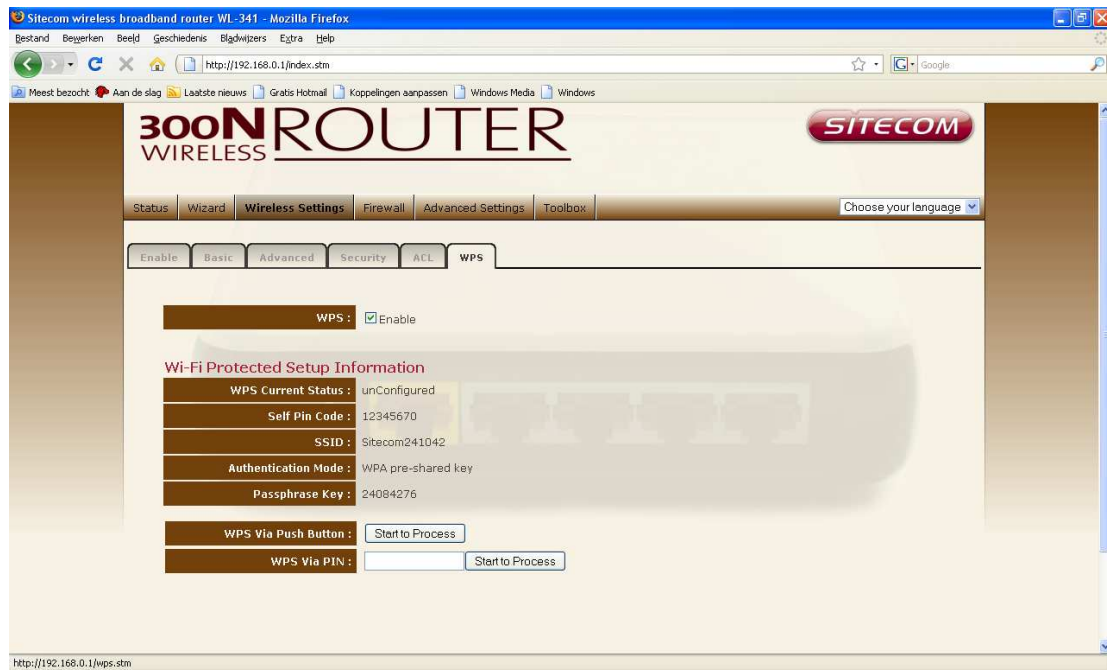 Sitecom wireless broadband router WL-341 - Mozilla Firefox
Bestand Bewerken Beeld Geschiedenis Bladwijzers Extra Help
http://192.168.0.1/index.stm
G Google
Meest bezocht Aan de slag Laatste nieuws Gratis Hotmail Koppelingen aanpassen Windows Media Windows
300N ROUTER
WIRELESS
SITECOM
Status Wizard Wireless Settings Firewall Advanced Settings Toolbox Choose your language
Enable Basic Advanced Security ACL WPS
WPS : Enable
Wi-Fi Protected Setup Information
WPS Current Status : unConfigured
Self Pin Code : 12345670
SSID : Sitecom241042
Authentication Mode : WPA pre-shared key
Passphrase Key : 24084276
WPS Via Push Button : Start to Process
WPS Via PIN : Start to Process
http://192.168.0.1/wps.stm